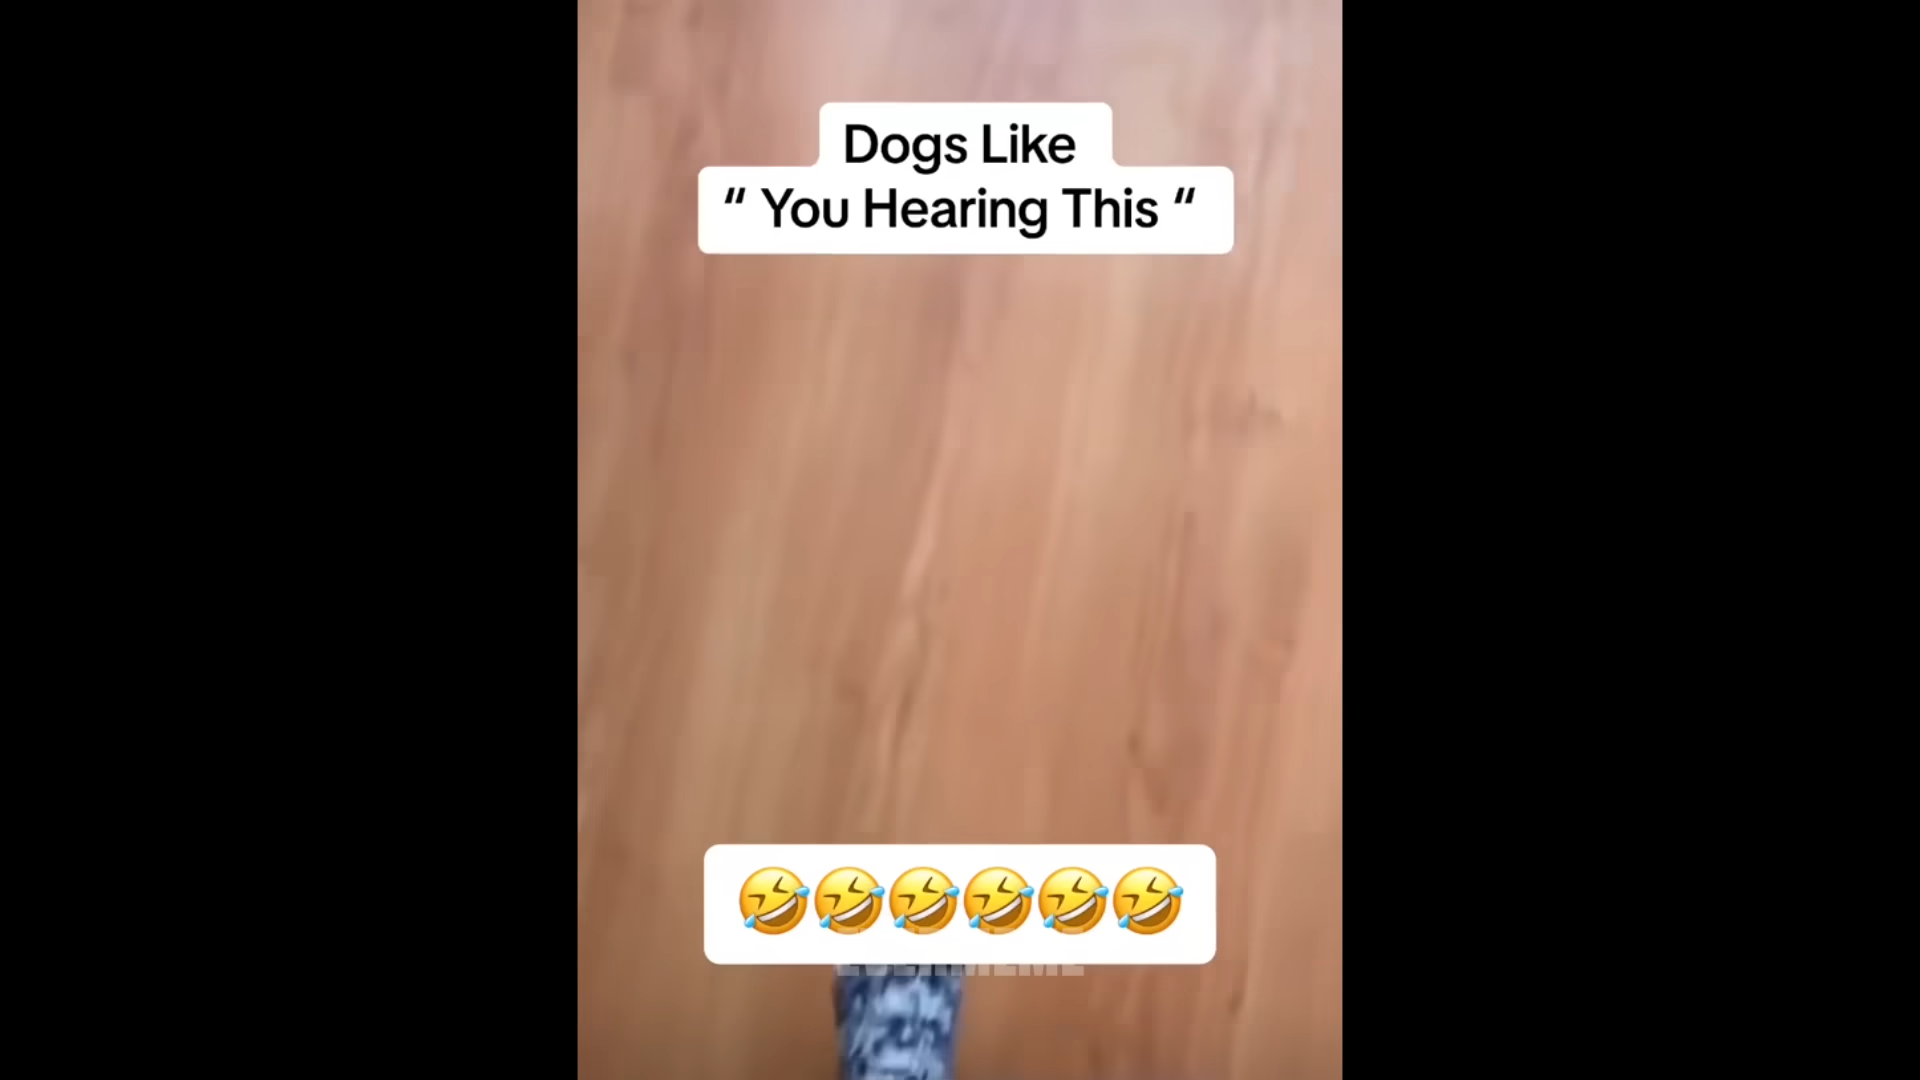 Dogs Like
“ You Hearing This “
🤣🤣🤣🤣🤣🤣